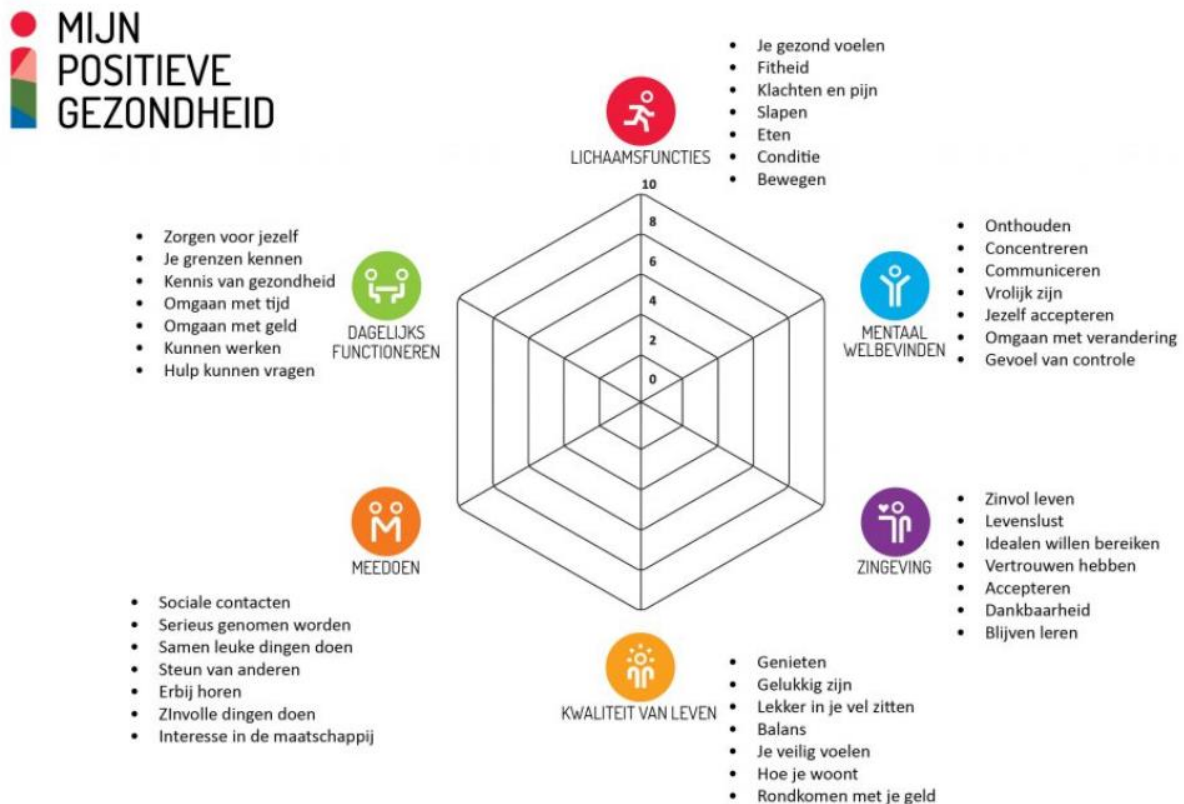 MIJN
POSITIEVE
GEZONDHEID
LICHAAMSFUNCTIES
• Je gezond voelen
• Fitheid
• Klachten en pijn
• Slapen
• Eten
• Conditie
• Bewegen
10
8
6
4
2
0
MENTAAL
WELBEVINDEN
• Onthouden
• Concentreren
• Communiceren
• Vrolijk zijn
• Jezelf accepteren
• Omgaan met verandering
• Gevoel van controle
ZINGEVING
• Zinvol leven
• Levenslust
• Idealen willen bereiken
• Vertrouwen hebben
• Accepteren
• Dankbaarheid
• Blijven leren
KWALITEIT VAN LEVEN
• Genieten
• Gelukkig zijn
• Lekker in je vel zitten
• Balans
• Je veilig voelen
• Hoe je woont
• Rondkomen met je geld
MEEDOEN
• Sociale contacten
• Serieus genomen worden
• Samen leuke dingen doen
• Steun van anderen
• Erbij horen
• ZInvolle dingen doen
• Interesse in de maatschappij
DAGELIJKS
FUNCTIONEREN
• Zorgen voor jezelf
• Je grenzen kennen
• Kennis van gezondheid
• Omgaan met tijd
• Omgaan met geld
• Kunnen werken
• Hulp kunnen vragen